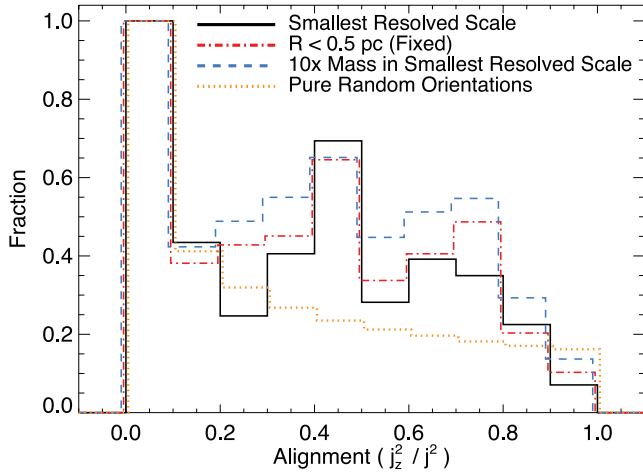 Smallest Resolved Scale
R < 0.5 pc (Fixed)
10x Mass in Smallest Resolved Scale
Pure Random Orientations
1.0
0.8
0.6
0.4
0.2
0.0
Fraction
0.0 0.2 0.4 0.6 0.8 1.0
Alignment ( j_z^2 / j^2 )